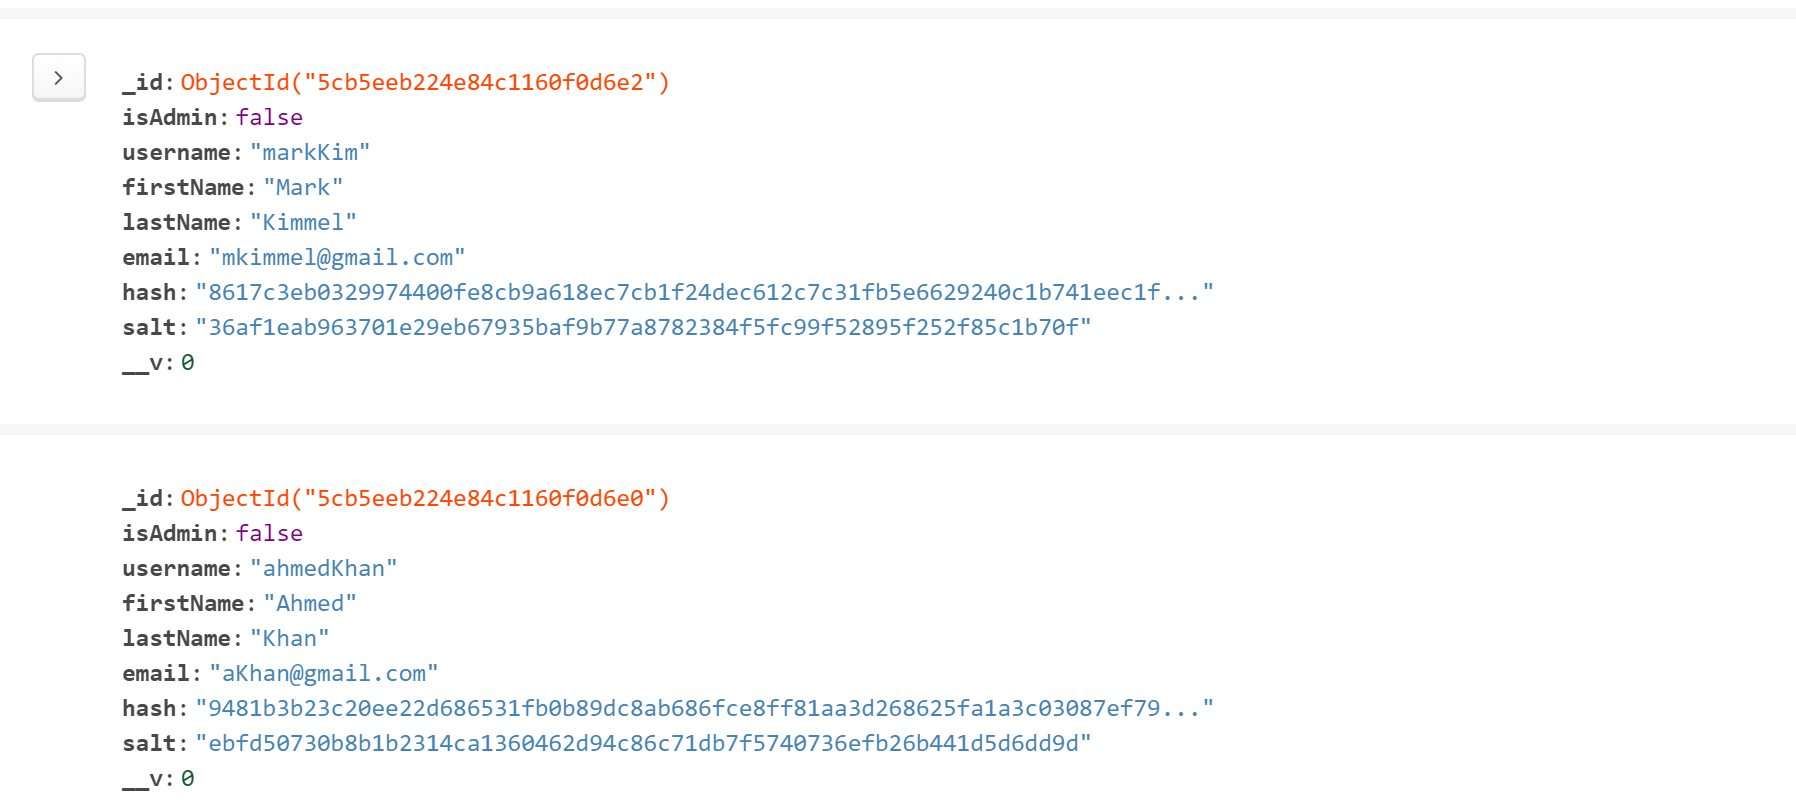 _id: ObjectId("5cb5eeb224e84c1160f0d6e2")
isAdmin: false
username: "markKim"
firstName: "Mark"
lastName: "Kimmel"
email: "mkimmel@gmail.com"
hash: "8617c3eb0329974400fe8cb9a618ec7cb1f24dec612c7c31fb5e6629240c1b741eec1f..."
salt: "36af1eab963701e29eb67935baf9b77a8782384f5fc99f52895f252f85c1b70f"
__v: 0
_id: ObjectId("5cb5eeb224e84c1160f0d6e0")
isAdmin: false
username: "ahmedKhan"
firstName: "Ahmed"
lastName: "Khan"
email: "aKhan@gmail.com"
hash: "9481b3b23c20ee22d686531fb0b89dc8ab686fce8ff81aa3d268625fa1a3c03087ef79..."
salt: "ebfd50730b8b1b2314ca1360462d94c86c71db7f5740736efb26b441d5d6dd9d"
__v: 0